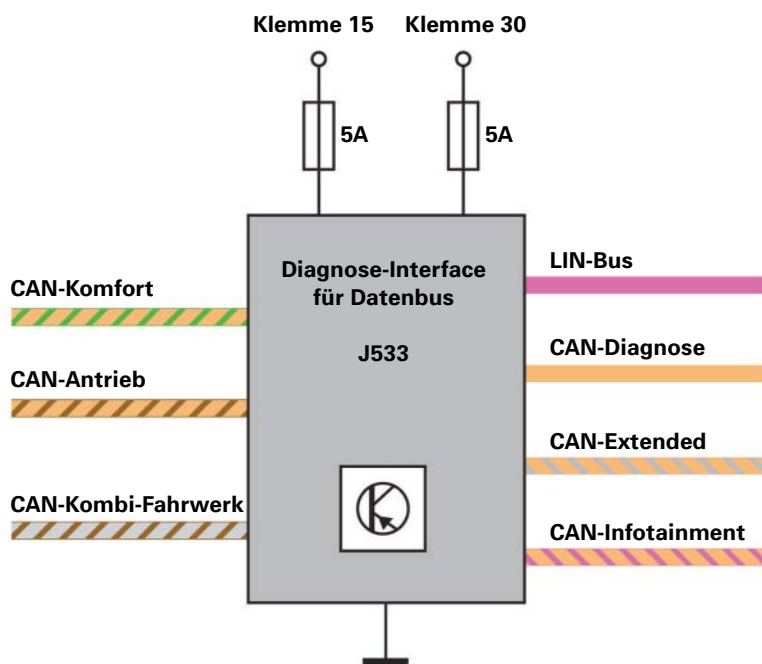 Klemme 15
Klemme 30
5A
5A
Diagnose-Interface
für Datenbus
J533
CAN-Komfort
CAN-Antrieb
CAN-Kombi-Fahrwerk
LIN-Bus
CAN-Diagnose
CAN-Extended
CAN-Infotainment